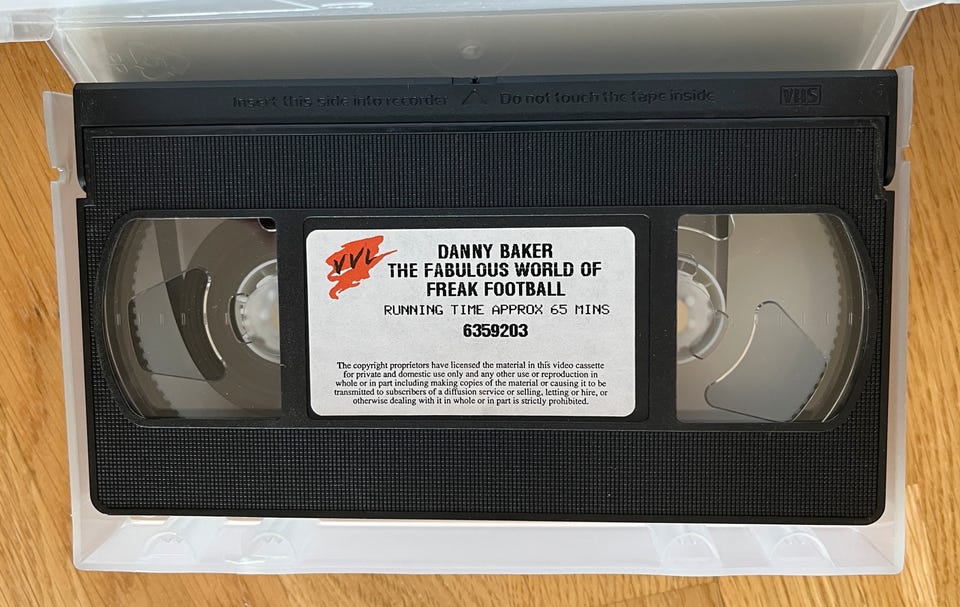 Insert this side into recorder Do not touch the tape inside VHS
VVL
DANNY BAKER
THE FABULOUS WORLD OF
FREAK FOOTBALL
RUNNING TIME APPROX 65 MINS
6359203
The copyright proprietors have licensed the material in this video cassette
for private and domestic use only and any other use or reproduction in
whole or in part including making copies of the material or causing it to be
transmitted to subscribers of a diffusion service or selling, letting or hire, or
otherwise dealing with it in whole or in part is strictly prohibited.